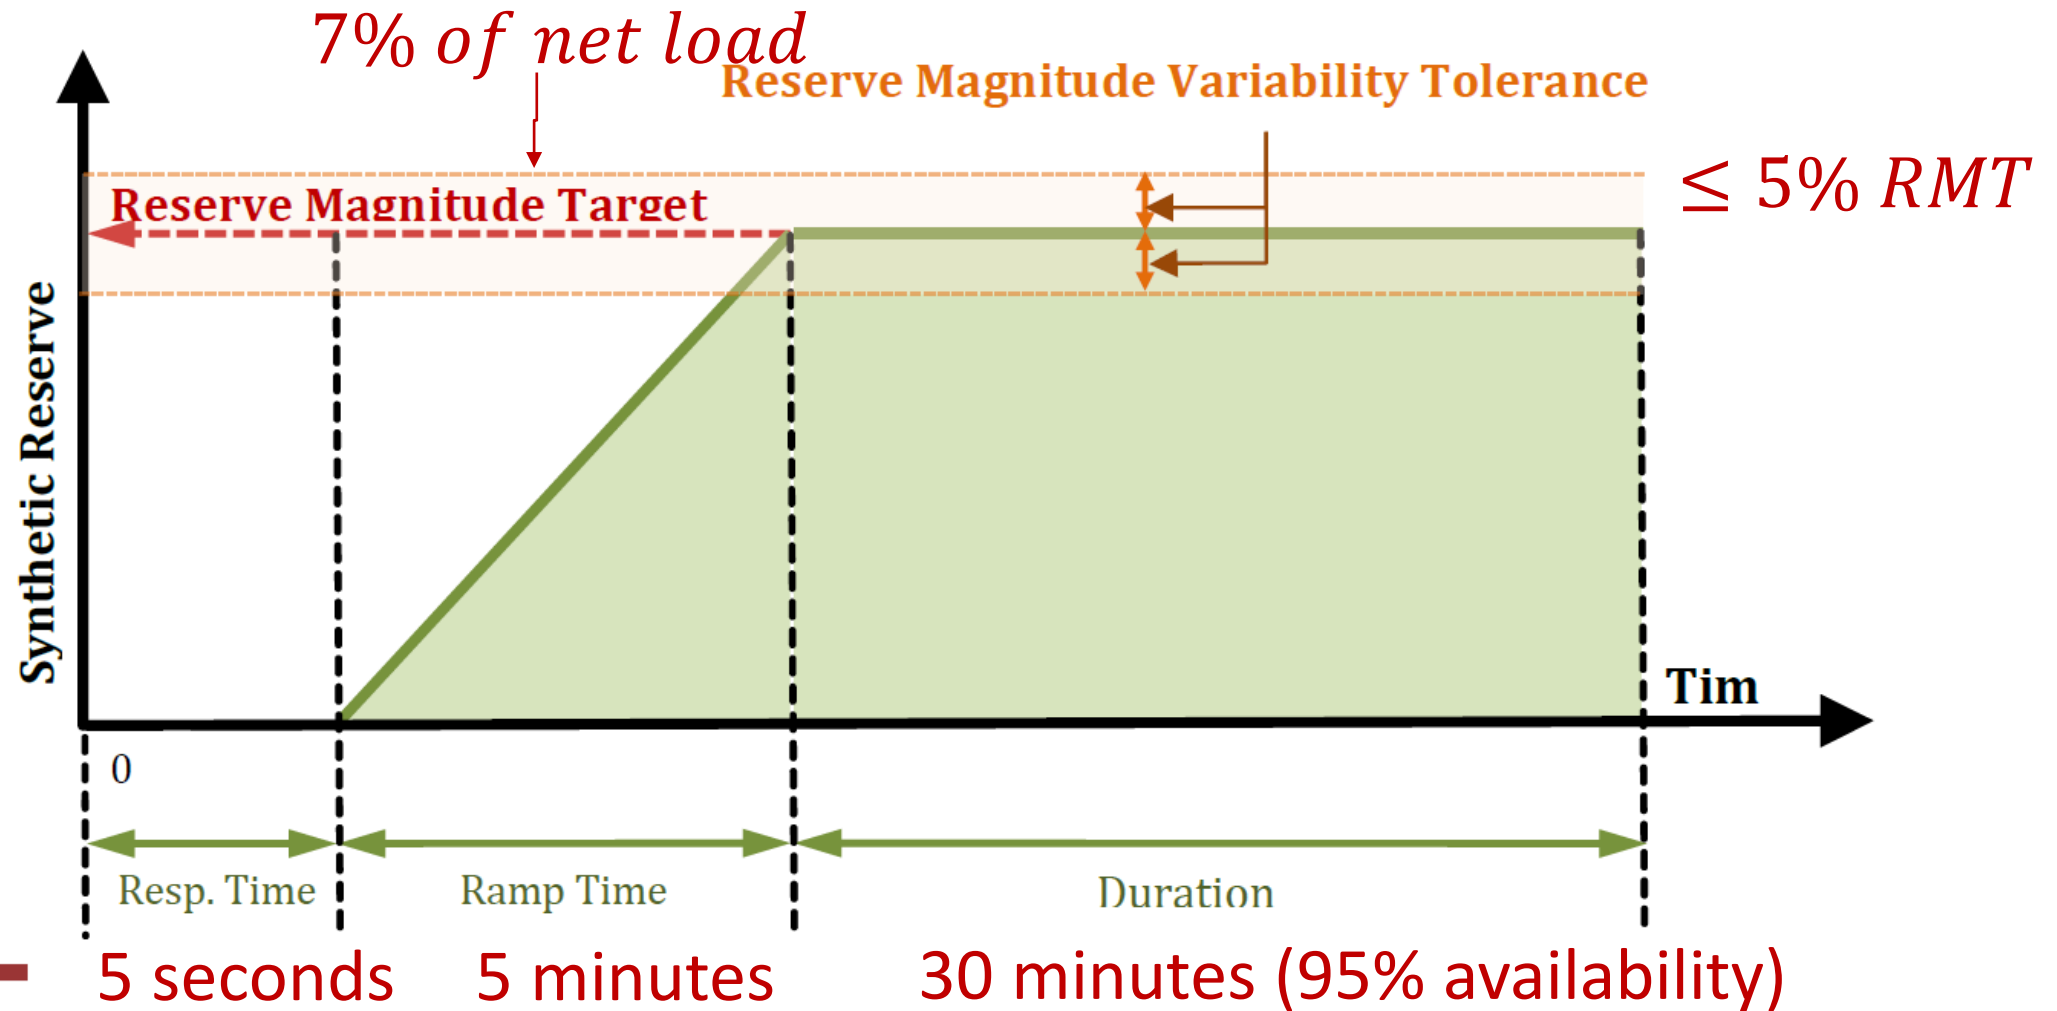 7% of net load
Reserve Magnitude Variability Tolerance
≤ 5% RMT
Reserve Magnitude Target
Synthetic Reserve
Tim
0
Resp. Time
Ramp Time
Duration
5 seconds
5 minutes
30 minutes (95% availability)